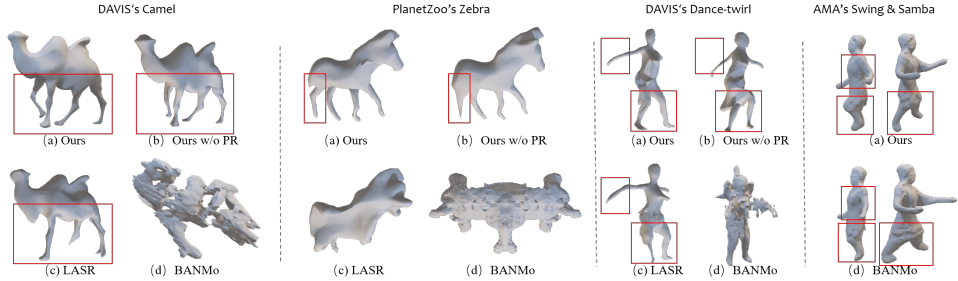 DAVIS‘s Camel
(a) Ours
(b) Ours w/o PR
(c) LASR
(d) BANMo
PlanetZoo's Zebra
(a) Ours
(b) Ours w/o PR
(c) LASR
(d) BANMo
DAVIS‘s Dance-twirl
(a) Ours
(b) Ours w/o PR
(c) LASR
(d) BANMo
AMA's Swing & Samba
(a) Ours
(d) BANMo